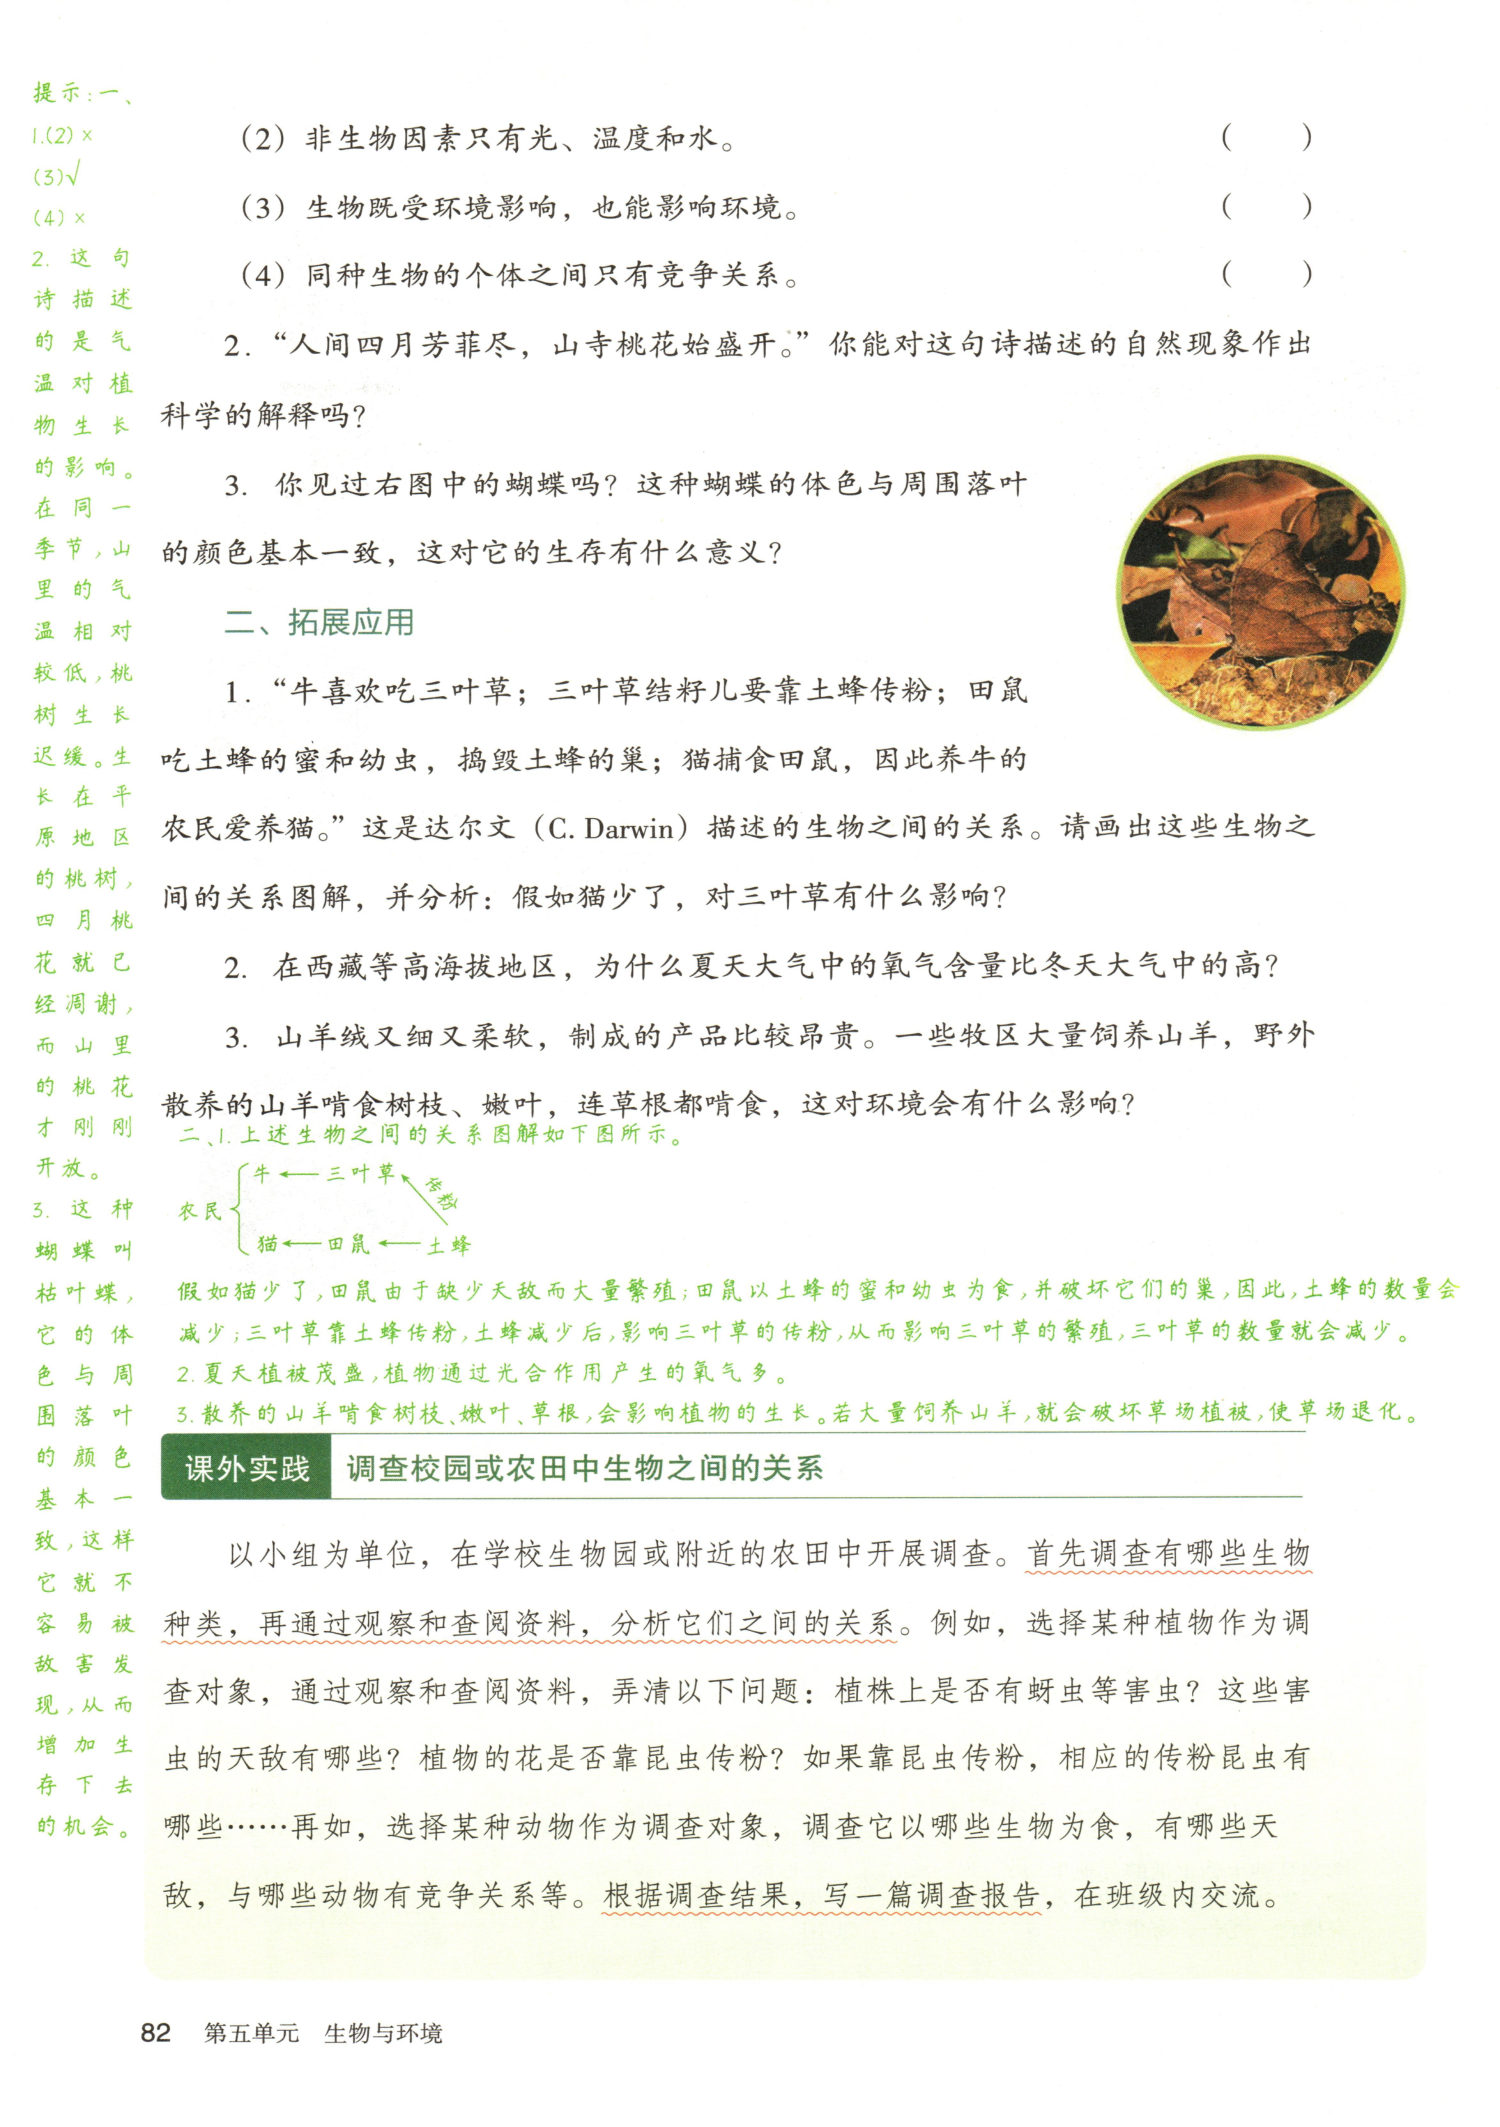 提示:一、
1.(2)×
(3)√
(4)×
2.这句
诗描述
的是气
温对植
物生长
的影响。
在同一
季节,山
里的气
温相对
较低,桃
树生长
迟缓。生
长在平
原地区
的桃树,
四月桃
花就已
经凋谢,
而山里
的桃花
才刚刚
开放。
3.这种
蝴蝶叫
枯叶蝶,
它的体
色与周
围落叶
的颜色
基本一
致,这样
它就不
容易被
敌害发
现,从而
增加生
存下去
的机会。
(2)非生物因素只有光、温度和水。 ( )
(3)生物既受环境影响,也能影响环境。 ( )
(4)同种生物的个体之间只有竞争关系。 ( )
2.“人间四月芳菲尽,山寺桃花始盛开。”你能对这句诗描述的自然现象作出
科学的解释吗?
3. 你见过右图中的蝴蝶吗?这种蝴蝶的体色与周围落叶
的颜色基本一致,这对它的生存有什么意义?
二、拓展应用
1.“牛喜欢吃三叶草;三叶草结籽儿要靠土蜂传粉;田鼠
吃土蜂的蜜和幼虫,捣毁土蜂的巢;猫捕食田鼠,因此养牛的
农民爱养猫。”这是达尔文(C. Darwin)描述的生物之间的关系。请画出这些生物之
间的关系图解,并分析:假如猫少了,对三叶草有什么影响?
2. 在西藏等高海拔地区,为什么夏天大气中的氧气含量比冬天大气中的高?
3. 山羊绒又细又柔软,制成的产品比较昂贵。一些牧区大量饲养山羊,野外
散养的山羊啃食树枝、嫩叶,连草根都啃食,这对环境会有什么影响?
二、1.上述生物之间的关系图解如下图所示。
牛←三叶草
传粉
农民
猫←田鼠←土蜂
假如猫少了,田鼠由于缺少天敌而大量繁殖;田鼠以土蜂的蜜和幼虫为食,并破坏它们的巢,因此,土蜂的数量会
减少;三叶草靠土蜂传粉,土蜂减少后,影响三叶草的传粉,从而影响三叶草的繁殖,三叶草的数量就会减少。
2.夏天植被茂盛,植物通过光合作用产生的氧气多。
3.散养的山羊啃食树枝、嫩叶、草根,会影响植物的生长。若大量饲养山羊,就会破坏草场植被,使草场退化。
课外实践 调查校园或农田中生物之间的关系
以小组为单位,在学校生物园或附近的农田中开展调查。首先调查有哪些生物
种类,再通过观察和查阅资料,分析它们之间的关系。例如,选择某种植物作为调
查对象,通过观察和查阅资料,弄清以下问题:植株上是否有蚜虫等害虫?这些害
虫的天敌有哪些?植物的花是否靠昆虫传粉?如果靠昆虫传粉,相应的传粉昆虫有
哪些……再如,选择某种动物作为调查对象,调查它以哪些生物为食,有哪些天
敌,与哪些动物有竞争关系等。根据调查结果,写一篇调查报告,在班级内交流。
82 第五单元 生物与环境